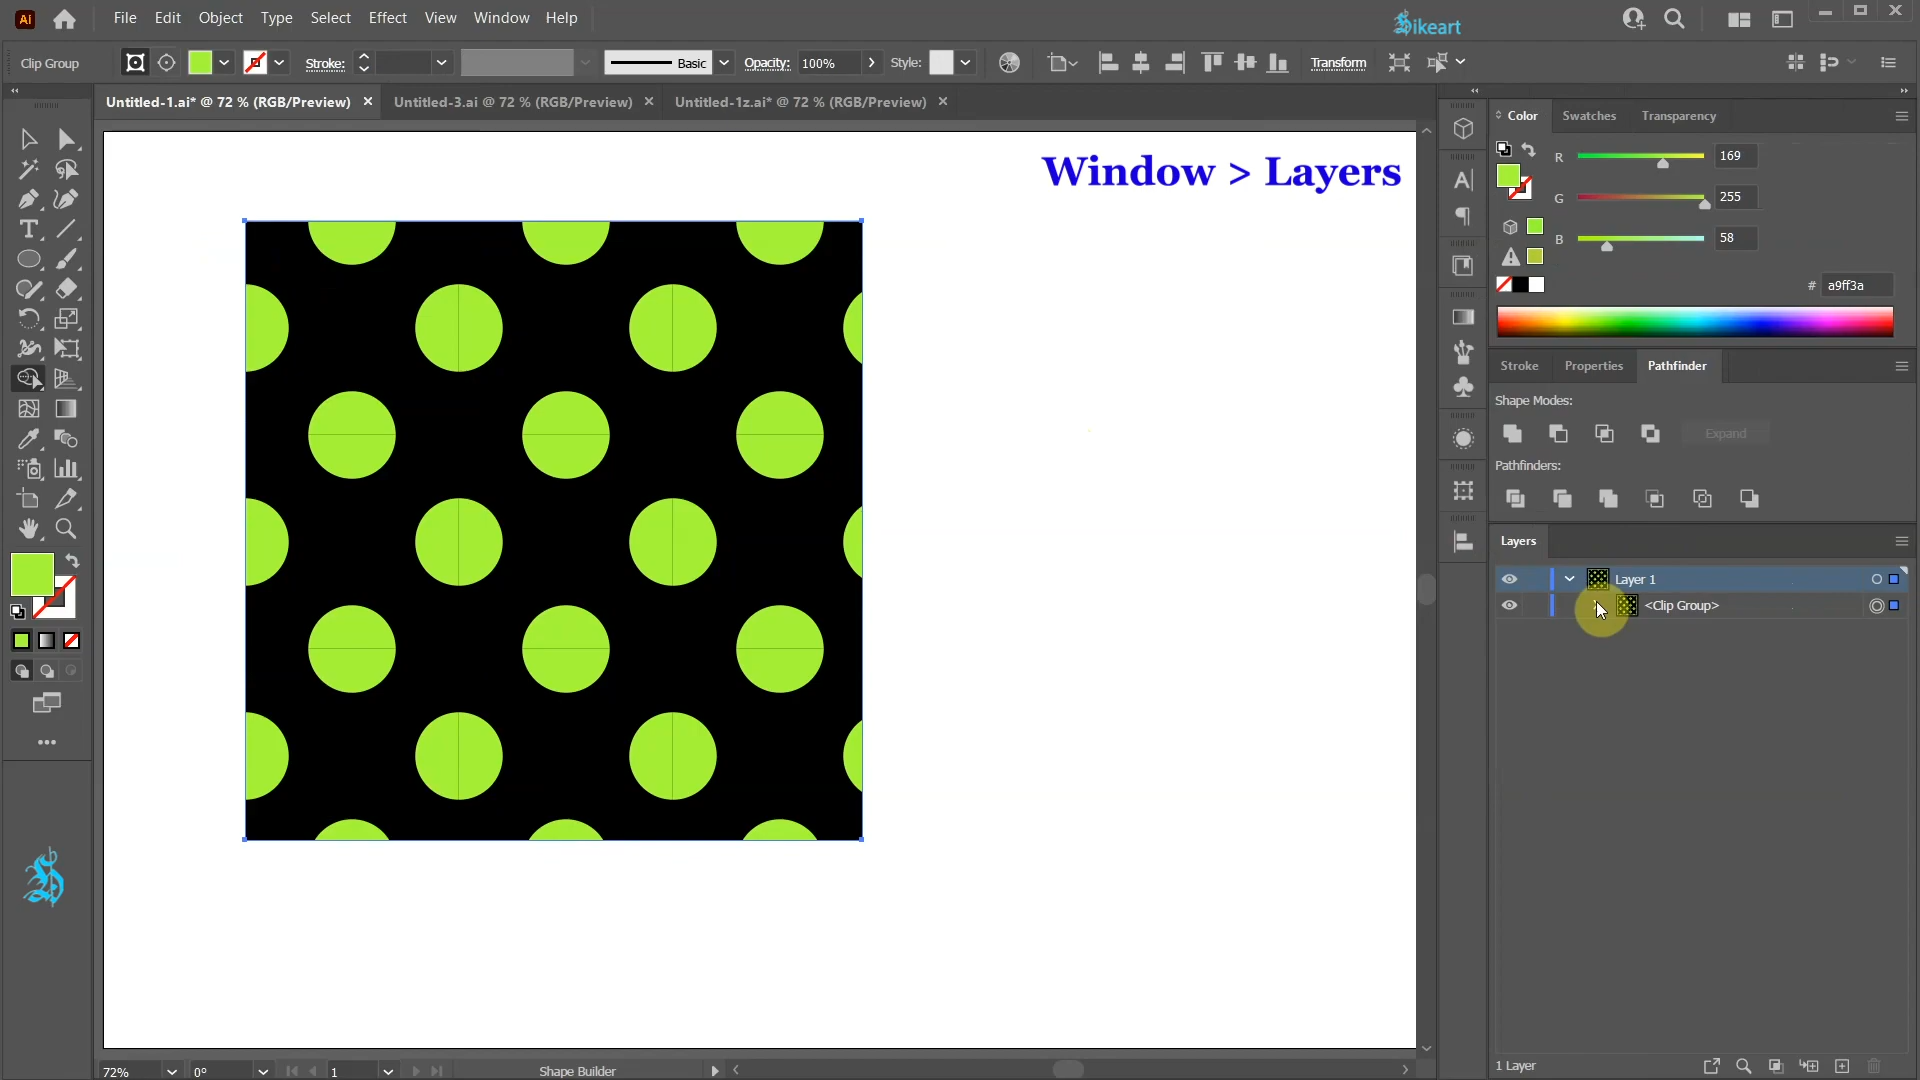 Ai File Edit Object Type Select Effect View Window Help Sikeart
Clip Group Stroke: Basic Opacity: 100% Style: Transform
Untitled-1.ai* @ 72 % (RGB/Preview) Untitled-3.ai @ 72 % (RGB/Preview) Untitled-1z.ai* @ 72 % (RGB/Preview)
Window > Layers
Color Swatches Transparency
R 169
G 255
B 58
# a9ff3a
Stroke Properties Pathfinder
Shape Modes:
Expand
Pathfinders:
Layers
Layer 1
<Clip Group>
1 Layer
72% 0° 1 Shape Builder